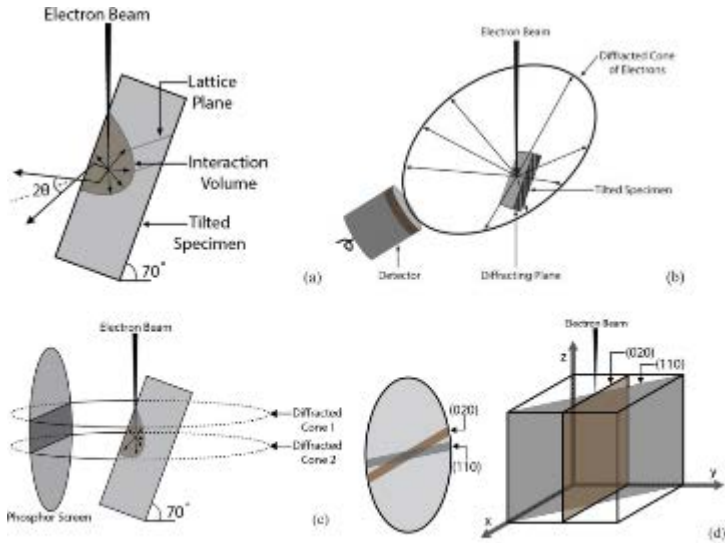 Electron Beam
Lattice
Plane
Interaction
Volume
2θ
Tilted
Specimen
70°
(a)
Electron Beam
Diffracted Cone
of Electrons
Tilted Specimen
Detector
Diffracting Plane
(b)
Electron Beam
Diffracted
Cone 1
Diffracted
Cone 2
70°
Phosphor Screen
(c)
Electron Beam
z
(020)
(110)
(020)
(110)
y
x
(d)